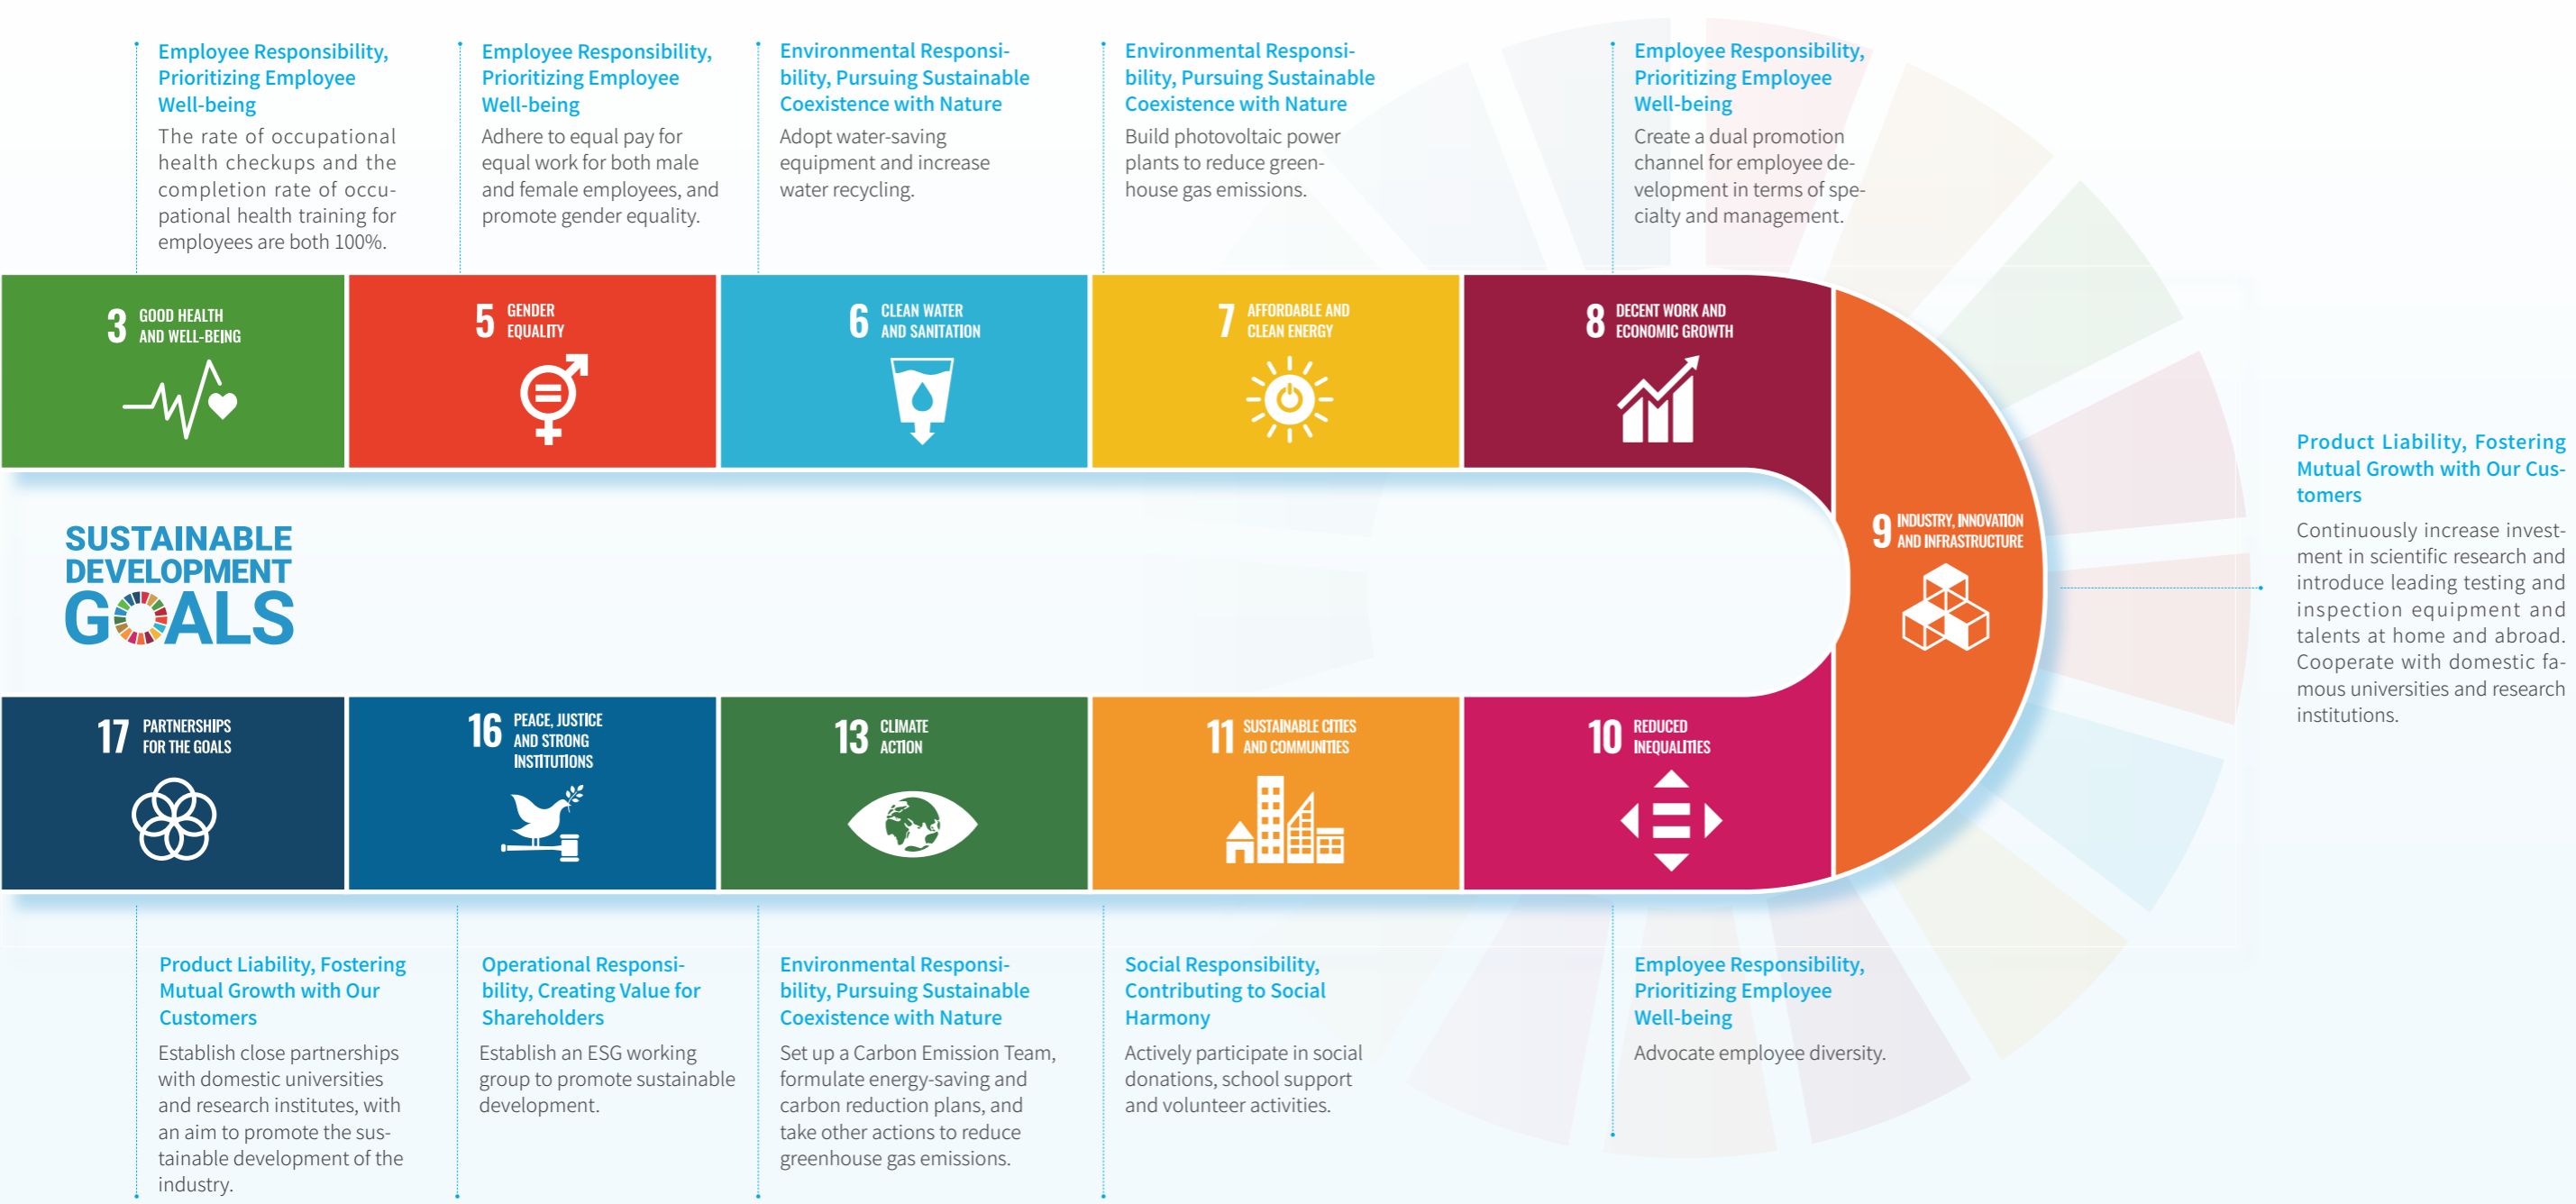 Employee Responsibility,
Prioritizing Employee
Well-being
The rate of occupational
health checkups and the
completion rate of occu-
pational health training for
employees are both 100%.
Employee Responsibility,
Prioritizing Employee
Well-being
Adhere to equal pay for
equal work for both male
and female employees, and
promote gender equality.
Environmental Responsi-
bility, Pursuing Sustainable
Coexistence with Nature
Adopt water-saving
equipment and increase
water recycling.
Environmental Responsi-
bility, Pursuing Sustainable
Coexistence with Nature
Build photovoltaic power
plants to reduce green-
house gas emissions.
Employee Responsibility,
Prioritizing Employee
Well-being
Create a dual promotion
channel for employee de-
velopment in terms of spe-
cialty and management.
3 GOOD HEALTH
AND WELL-BEING
5 GENDER
EQUALITY
6 CLEAN WATER
AND SANITATION
7 AFFORDABLE AND
CLEAN ENERGY
8 DECENT WORK AND
ECONOMIC GROWTH
9 INDUSTRY, INNOVATION
AND INFRASTRUCTURE
Product Liability, Fostering
Mutual Growth with Our Cus-
tomers
Continuously increase invest-
ment in scientific research and
introduce leading testing and
inspection equipment and
talents at home and abroad.
Cooperate with domestic fa-
mous universities and research
institutions.
SUSTAINABLE
DEVELOPMENT
GOALS
17 PARTNERSHIPS
FOR THE GOALS
16 PEACE, JUSTICE
AND STRONG
INSTITUTIONS
13 CLIMATE
ACTION
11 SUSTAINABLE CITIES
AND COMMUNITIES
10 REDUCED
INEQUALITIES
Product Liability, Fostering
Mutual Growth with Our
Customers
Establish close partnerships
with domestic universities
and research institutes, with
an aim to promote the sus-
tainable development of the
industry.
Operational Responsi-
bility, Creating Value for
Shareholders
Establish an ESG working
group to promote sustainable
development.
Environmental Responsi-
bility, Pursuing Sustainable
Coexistence with Nature
Set up a Carbon Emission Team,
formulate energy-saving and
carbon reduction plans, and
take other actions to reduce
greenhouse gas emissions.
Social Responsibility,
Contributing to Social
Harmony
Actively participate in social
donations, school support
and volunteer activities.
Employee Responsibility,
Prioritizing Employee
Well-being
Advocate employee diversity.